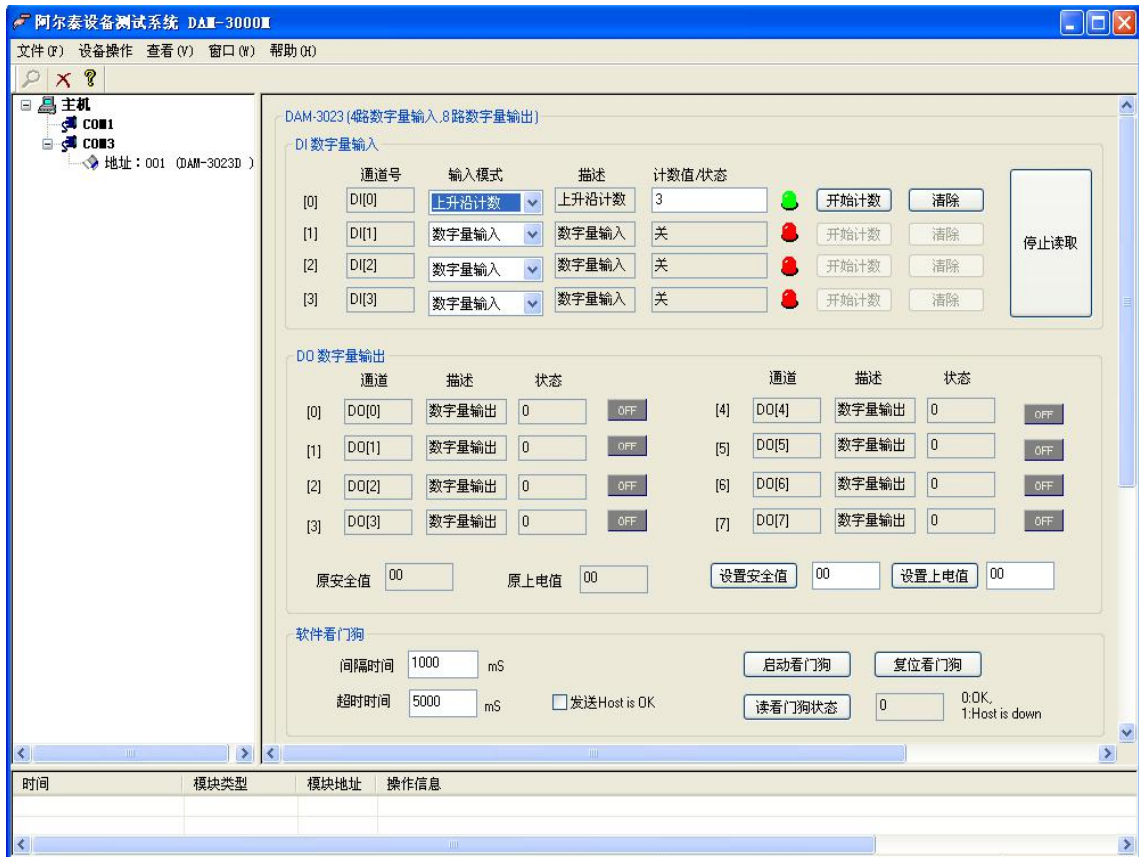 阿尔泰设备测试系统 DAM-3000M
文件(F) 设备操作 查看(V) 窗口(W) 帮助(H)
主机
COM1
COM3
地址：001 (DAM-3023D )
DAM-3023(4路数字量输入,8路数字量输出)
DI数字量输入
通道号 输入模式 描述 计数值/状态
[0] DI[0] 上升沿计数 上升沿计数 3 开始计数 清除
[1] DI[1] 数字量输入 数字量输入 关 开始计数 清除
停止读取
[2] DI[2] 数字量输入 数字量输入 关 开始计数 清除
[3] DI[3] 数字量输入 数字量输入 关 开始计数 清除
DO数字量输出
通道 描述 状态 通道 描述 状态
[0] DO[0] 数字量输出 0 OFF [4] DO[4] 数字量输出 0 OFF
[1] DO[1] 数字量输出 0 OFF [5] DO[5] 数字量输出 0 OFF
[2] DO[2] 数字量输出 0 OFF [6] DO[6] 数字量输出 0 OFF
[3] DO[3] 数字量输出 0 OFF [7] DO[7] 数字量输出 0 OFF
原安全值 00 原上电值 00 设置安全值 00 设置上电值 00
软件看门狗
间隔时间 1000 mS 启动看门狗 复位看门狗
超时时间 5000 mS 发送Host is OK 读看门狗状态 0 0:OK,
1:Host is down
时间 模块类型 模块地址 操作信息